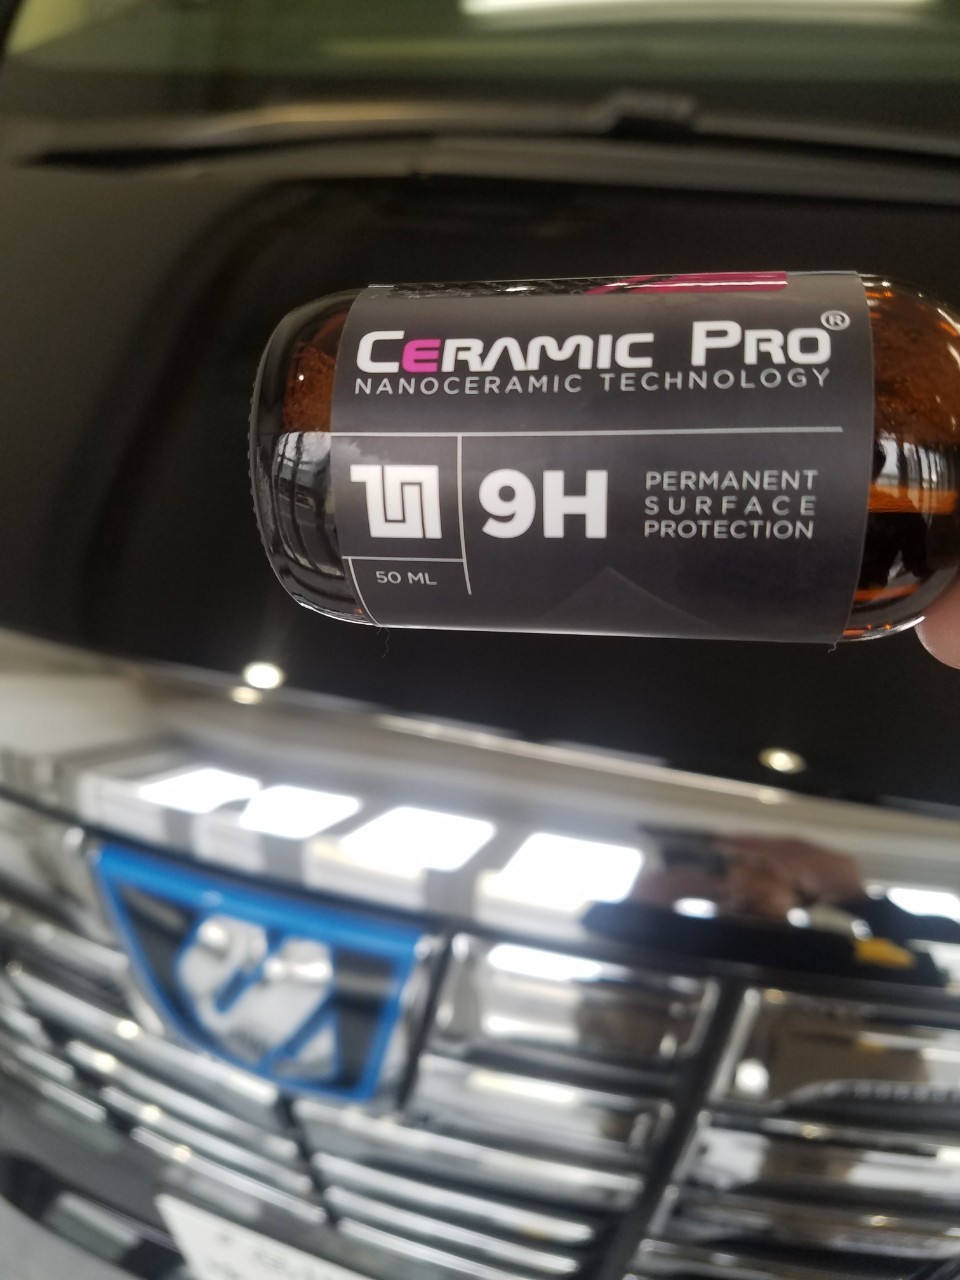 CERAMIC PRO®
NANOCERAMIC TECHNOLOGY
9H
PERMANENT
SURFACE
PROTECTION
50 ML